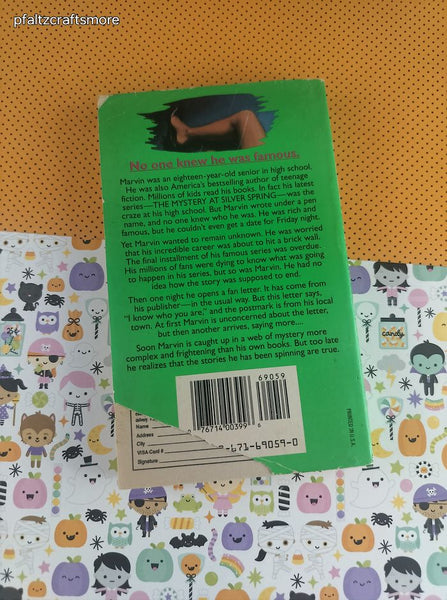 pfaltzcraftsmore
No one knew he was famous.
Marvin was an eighteen-year-old senior in high school.
He was also America's bestselling author of teenage
fiction. Millions of kids read his books. In fact his latest
series—THE MYSTERY AT SILVER SPRING—was the
craze at his high school. But Marvin wrote under a pen
name, and no one knew who he was. He was rich and
famous, but he couldn't even get a date for Friday night.
Yet Marvin wanted to remain unknown. He was worried
that his incredible career was about to hit a brick wall.
The final installment of his famous series was overdue.
His millions of fans were dying to know what was going
to happen in his series, but so was Marvin. He had no
idea how the story was supposed to end.
Then one night he opens a fan letter. It has come from
his publisher—in the usual way. But this letter says,
"I know who you are," and the postmark is from his local
town. At first Marvin is unconcerned about the letter,
but then another arrives, saying more....
Soon Marvin is caught up in a web of mystery more
complex and frightening than his own books. But too late
he realizes that the stories he has been spinning are true.
69059
Name
Address
City
VISA Card #
Signature
76714 00399 6
-671-69059-0
PRINTED IN U.S.A.
candy